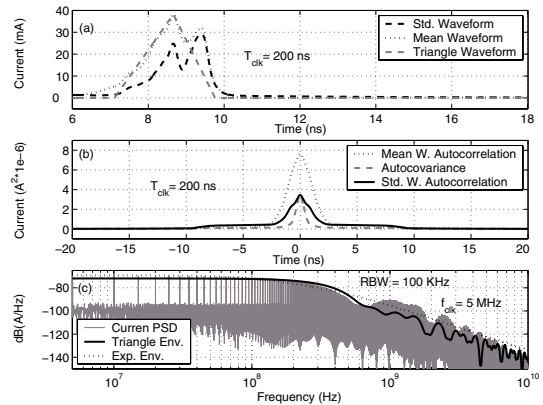 40
30
20
10
0
Current (mA)
(a)
T_clk = 200 ns
Std. Waveform
Mean Waveform
Triangle Waveform
6 8 10 12 14 16 18
Time (ns)
8
6
4
2
0
Current (A^2*1e−6)
(b)
T_clk = 200 ns
Mean W. Autocorrelation
Autocovariance
Std. W. Autocorrelation
−20 −15 −10 −5 0 5 10 15 20
Time (ns)
−80
−100
−120
−140
dB(A/Hz)
(c)
RBW = 100 KHz
f_clk = 5 MHz
Curren PSD
Triangle Env.
Exp. Env.
10^7 10^8 10^9 10^10
Frequency (Hz)